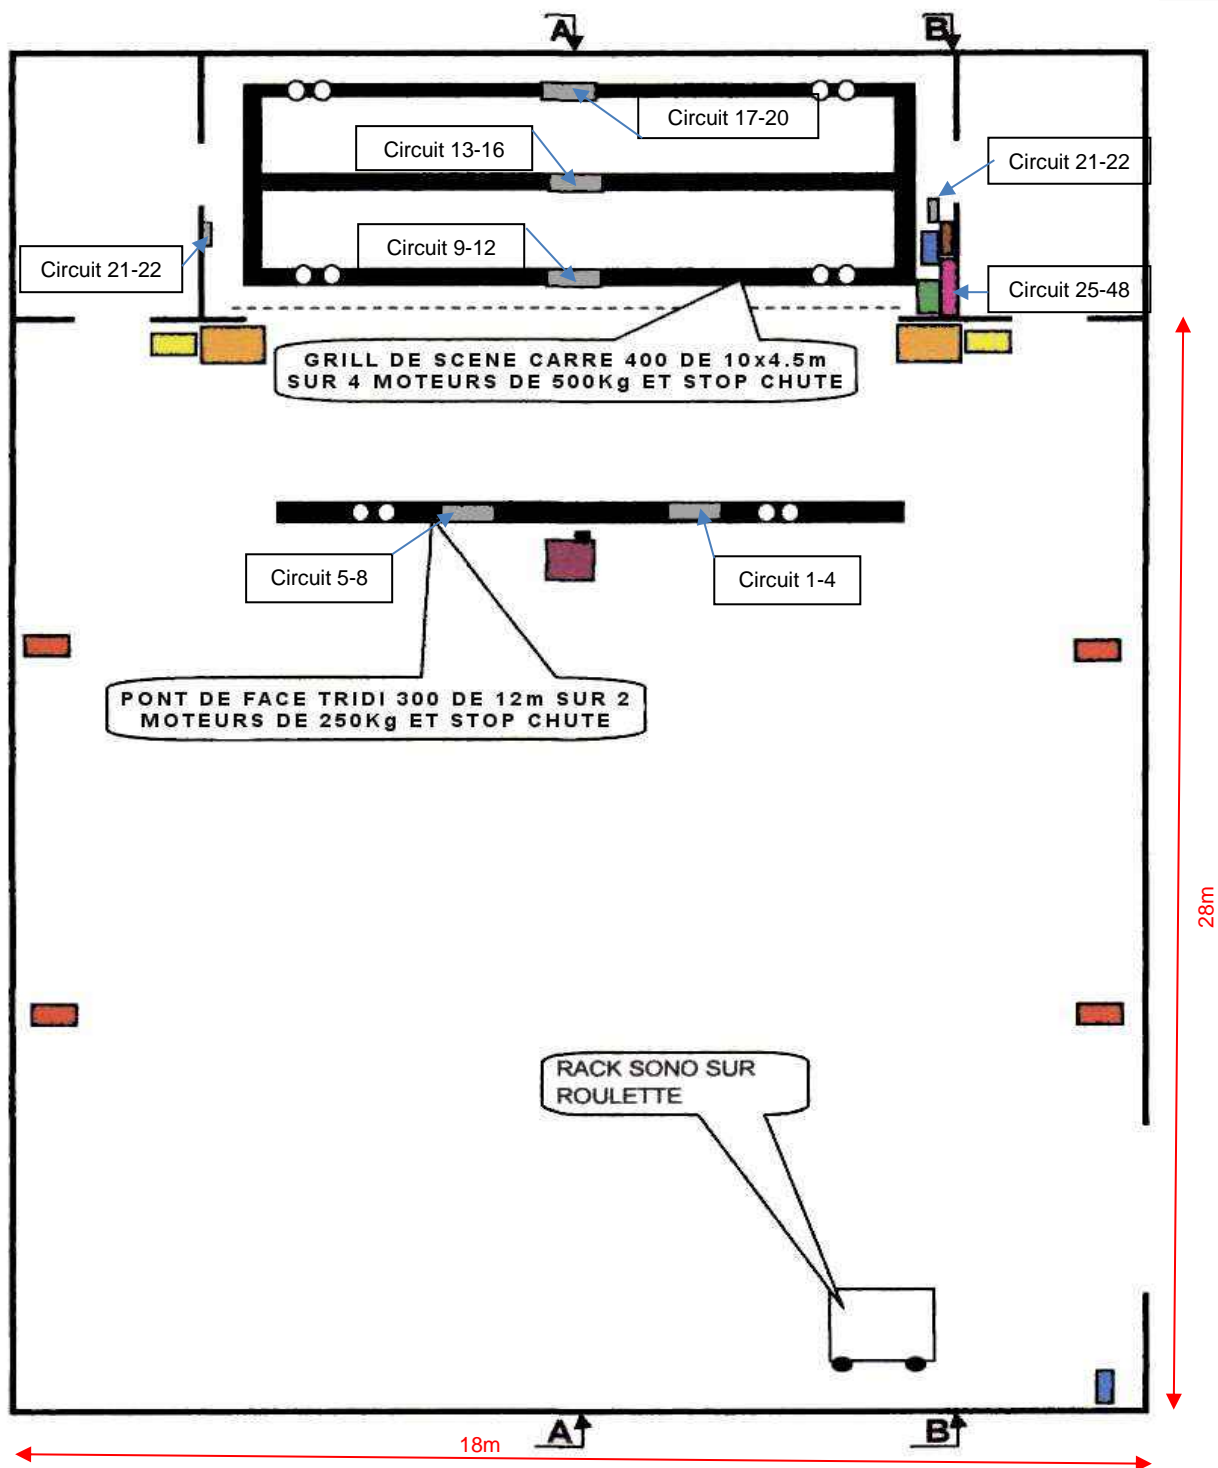 A
B
Circuit 17-20
Circuit 13-16
Circuit 21-22
Circuit 9-12
Circuit 21-22
Circuit 25-48
GRILL DE SCENE CARRE 400 DE 10x4.5m
SUR 4 MOTEURS DE 500Kg ET STOP CHUTE
Circuit 5-8
Circuit 1-4
PONT DE FACE TRIDI 300 DE 12m SUR 2
MOTEURS DE 250Kg ET STOP CHUTE
28m
RACK SONO SUR
ROULETTE
A
B
18m